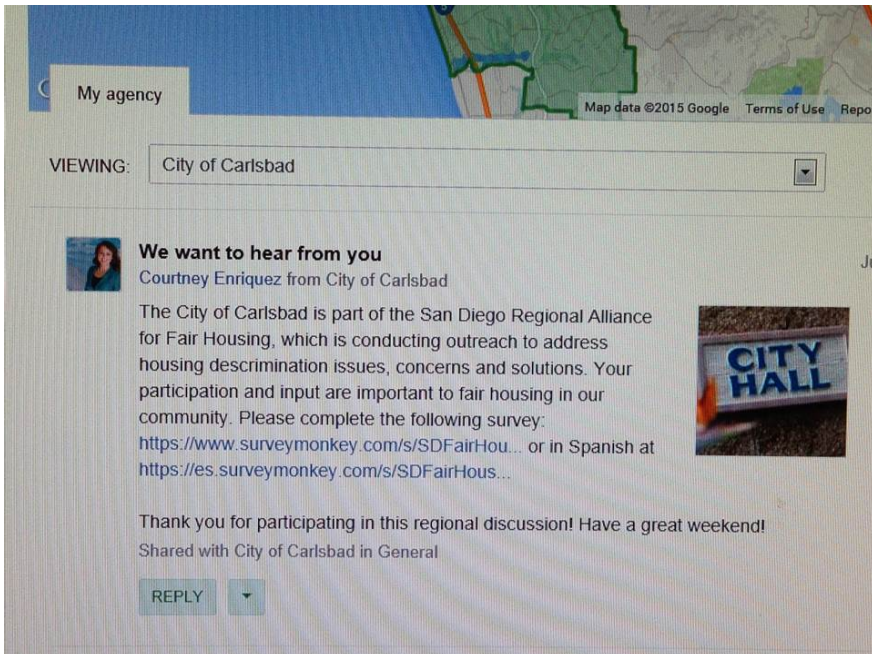 5
My agency
Map data ©2015 Google Terms of Use Repo
VIEWING: City of Carlsbad
We want to hear from you
Ju
Courtney Enriquez from City of Carlsbad
The City of Carlsbad is part of the San Diego Regional Alliance
for Fair Housing, which is conducting outreach to address
housing descrimination issues, concerns and solutions. Your
participation and input are important to fair housing in our
community. Please complete the following survey:
https://www.surveymonkey.com/s/SDFairHou... or in Spanish at
https://es.surveymonkey.com/s/SDFairHous...
CITY
HALL
Thank you for participating in this regional discussion! Have a great weekend!
Shared with City of Carlsbad in General
REPLY